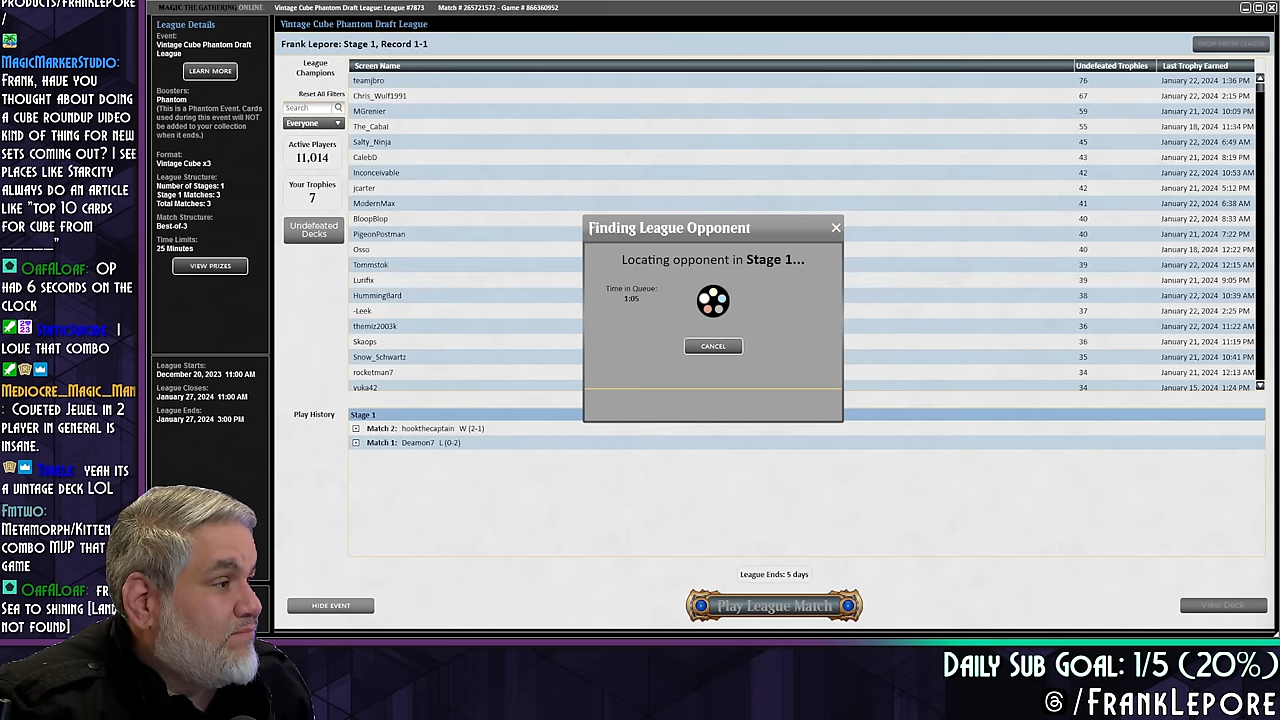 PRODUCTS/FRANKLEPORE
/
MagicMarkerStudio:
Frank, have you
thought about doing
a cube roundup video
kind of thing for new
sets coming out? I see
places like Starcity
always do an article
like "top 10 cards
for cube from
______"
OafaLoaf: OP
had 6 seconds on the
clock
I
love that combo
Mediocre_Magic_Man
: Coveted Jewel in 2
player in general is
insane.
yeah its
a vintage deck LOL
Fmtwo:
Metamorph/Kitten
combo MVP that
game
OafaLoaf: Fr
Sea to shining [Land
not found]
MAGIC THE GATHERING ONLINE
Vintage Cube Phantom Draft League: League #7873
Match # 265721572 - Game # 866360952
League Details
Event:
Vintage Cube Phantom Draft
League
LEARN MORE
Boosters:
Phantom
(This is a Phantom Event. Cards
used during this event will NOT
be added to your collection
when it ends.)
Format:
Vintage Cube x3
League Structure:
Number of Stages: 1
Stage 1 Matches: 3
Total Matches: 3
Match Structure:
Best-of-3
Time Limits:
25 Minutes
VIEW PRIZES
League Starts:
December 20, 2023 11:00 AM
League Closes:
January 27, 2024 11:00 AM
League Ends:
January 27, 2024 3:00 PM
Vintage Cube Phantom Draft League
Frank Lepore: Stage 1, Record 1-1
DROP FROM LEAGUE
League
Champions
Reset All Filters
Search
Everyone
Active Players
11,014
Your Trophies
7
Undefeated
Decks
Screen Name Undefeated Trophies Last Trophy Earned
teamjbro 76 January 22, 2024 1:36 PM
Chris_Wulf1991 67 January 22, 2024 2:15 PM
MGrenier 59 January 21, 2024 10:09 PM
The_Cabal 55 January 18, 2024 11:34 PM
Salty_Ninja 45 January 22, 2024 6:49 AM
CalebD 43 January 21, 2024 8:19 PM
Inconceivable 42 January 22, 2024 10:53 AM
jcarter 42 January 21, 2024 5:12 PM
ModernMax 41 January 22, 2024 6:38 AM
BloopBlop 40 January 22, 2024 8:33 AM
PigeonPostman 40 January 21, 2024 7:22 PM
Osso 40 January 18, 2024 12:22 PM
Tommstok 39 January 22, 2024 12:15 AM
Lurifix 39 January 21, 2024 9:05 PM
HummingBard 38 January 22, 2024 10:39 AM
-Leek 37 January 22, 2024 2:25 PM
themiz2003k 36 January 22, 2024 11:22 AM
Skaops 36 January 21, 2024 11:19 PM
Snow_Schwartz 35 January 21, 2024 10:41 PM
rocketman7 34 January 21, 2024 12:13 AM
vuka42 34 January 15, 2024 1:24 PM
Finding League Opponent
Locating opponent in Stage 1...
Time in Queue:
1:05
CANCEL
Play History
Stage 1
Match 2: hookthecaptain W (2-1)
Match 1: Deamon7 L (0-2)
League Ends: 5 days
HIDE EVENT
Play League Match
View Deck
Daily Sub Goal: 1/5 (20%)
/FrankLepore